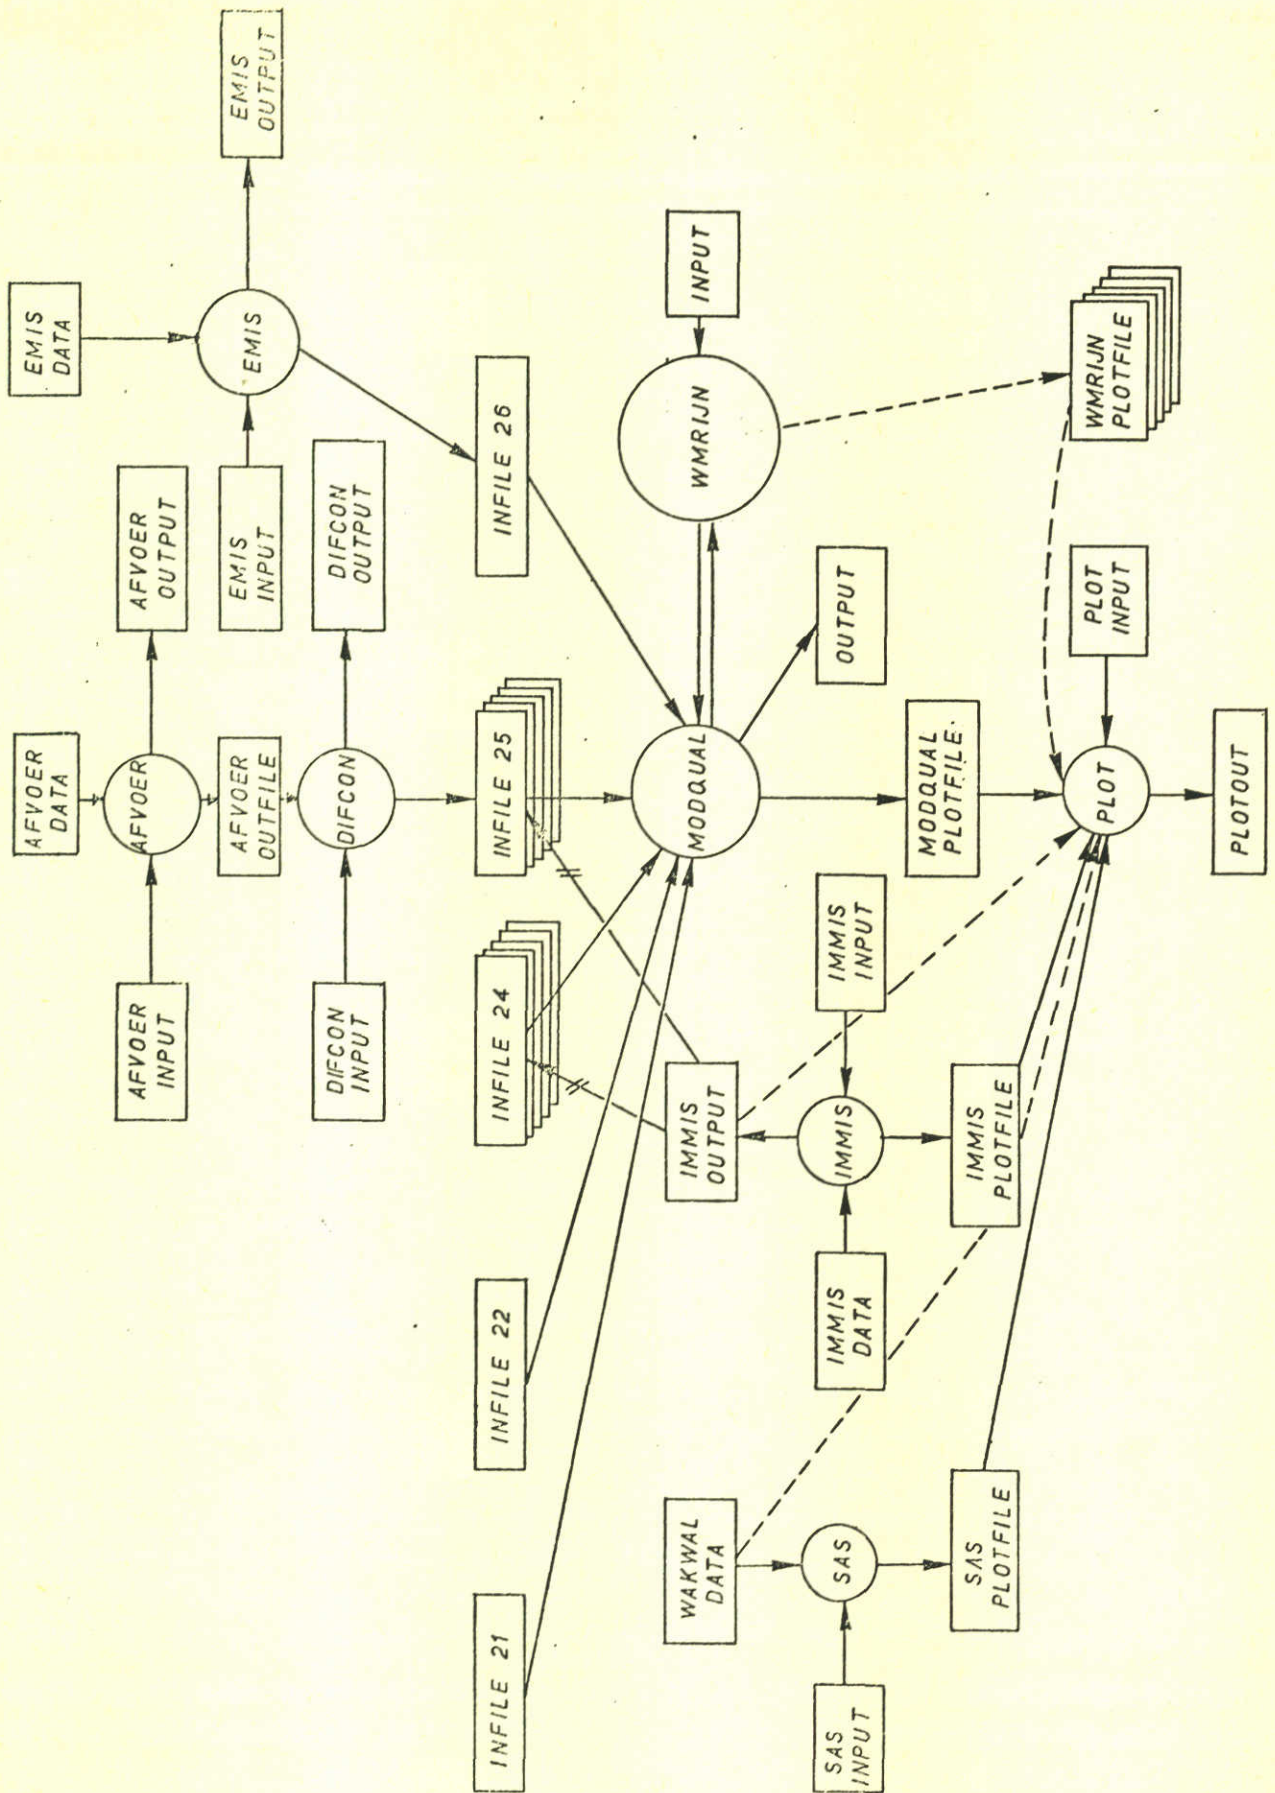 EMIS
DATA
EMIS
EMIS
OUTPUT
EMIS
INPUT
AFVOER
DATA
AFVOER
AFVOER
OUTPUT
AFVOER
INPUT
AFVOER
OUTFILE
DIFCON
DIFCON
OUTPUT
DIFCON
INPUT
INFILE 21
INFILE 22
INFILE 24
INFILE 25
INFILE 26
MODQUAL
WMRIJN
INPUT
OUTPUT
WMRIJN
PLOTFILE
MODQUAL
PLOTFILE.
PLOT
INPUT
PLOT
PLOTOUT
IMMIS
OUTPUT
IMMIS
INPUT
IMMIS
IMMIS
DATA
IMMIS
PLOTFILE
WAKWAL
DATA
SAS
SAS
INPUT
SAS
PLOTFILE